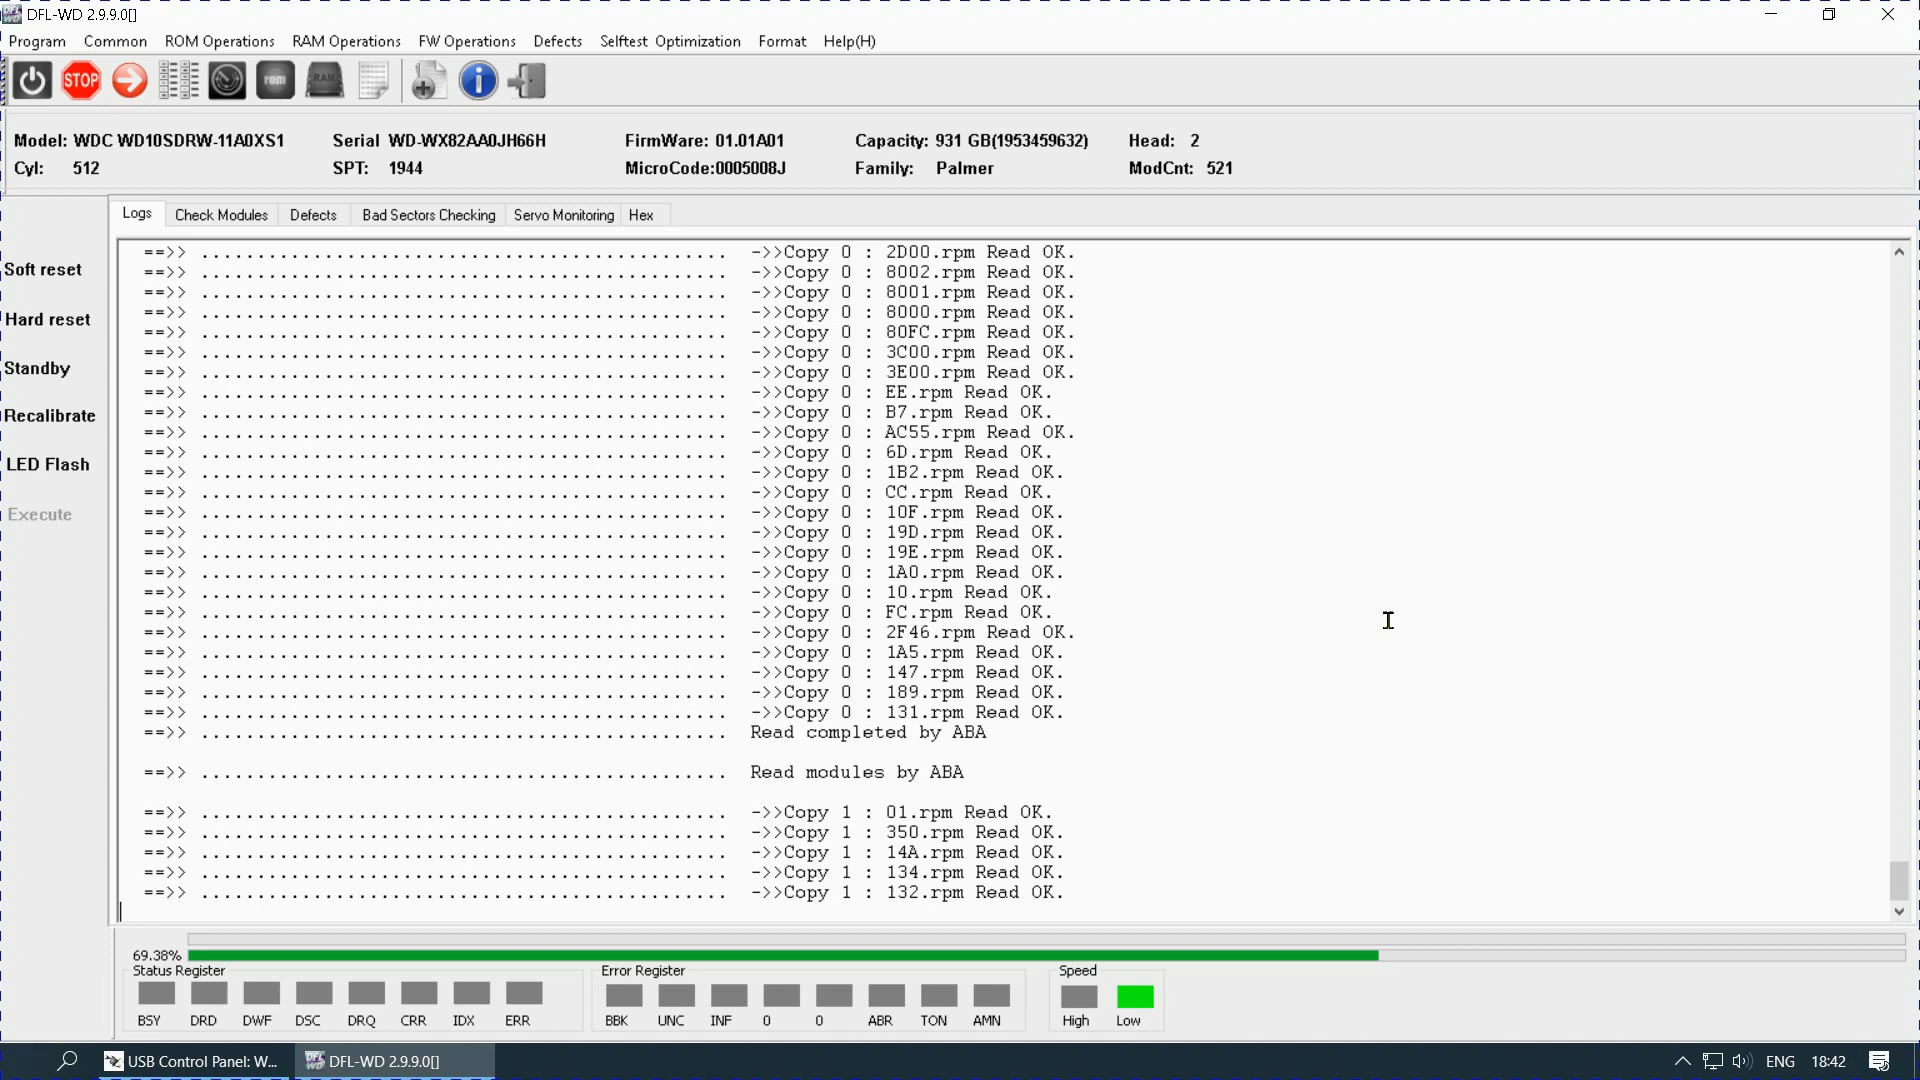 DFL-WD 2.9.9.0[]
Program Common ROM Operations RAM Operations FW Operations Defects Selftest Optimization Format Help(H)
STOP rom RAM
Model: WDC WD10SDRW-11A0XS1 Serial WD-WX82AA0JH66H FirmWare: 01.01A01 Capacity: 931 GB(1953459632) Head: 2
Cyl: 512 SPT: 1944 MicroCode:0005008J Family: Palmer ModCnt: 521
Logs Check Modules Defects Bad Sectors Checking Servo Monitoring Hex
Soft reset
Hard reset
Standby
Recalibrate
LED Flash
Execute
==>> ............................................... ->>Copy 0 : 2D00.rpm Read OK.
==>> ............................................... ->>Copy 0 : 8002.rpm Read OK.
==>> ............................................... ->>Copy 0 : 8001.rpm Read OK.
==>> ............................................... ->>Copy 0 : 8000.rpm Read OK.
==>> ............................................... ->>Copy 0 : 80FC.rpm Read OK.
==>> ............................................... ->>Copy 0 : 3C00.rpm Read OK.
==>> ............................................... ->>Copy 0 : 3E00.rpm Read OK.
==>> ............................................... ->>Copy 0 : EE.rpm Read OK.
==>> ............................................... ->>Copy 0 : B7.rpm Read OK.
==>> ............................................... ->>Copy 0 : AC55.rpm Read OK.
==>> ............................................... ->>Copy 0 : 6D.rpm Read OK.
==>> ............................................... ->>Copy 0 : 1B2.rpm Read OK.
==>> ............................................... ->>Copy 0 : CC.rpm Read OK.
==>> ............................................... ->>Copy 0 : 10F.rpm Read OK.
==>> ............................................... ->>Copy 0 : 19D.rpm Read OK.
==>> ............................................... ->>Copy 0 : 19E.rpm Read OK.
==>> ............................................... ->>Copy 0 : 1A0.rpm Read OK.
==>> ............................................... ->>Copy 0 : 10.rpm Read OK.
==>> ............................................... ->>Copy 0 : FC.rpm Read OK.
==>> ............................................... ->>Copy 0 : 2F46.rpm Read OK.
==>> ............................................... ->>Copy 0 : 1A5.rpm Read OK.
==>> ............................................... ->>Copy 0 : 147.rpm Read OK.
==>> ............................................... ->>Copy 0 : 189.rpm Read OK.
==>> ............................................... ->>Copy 0 : 131.rpm Read OK.
==>> ............................................... Read completed by ABA
==>> ............................................... Read modules by ABA
==>> ............................................... ->>Copy 1 : 01.rpm Read OK.
==>> ............................................... ->>Copy 1 : 350.rpm Read OK.
==>> ............................................... ->>Copy 1 : 14A.rpm Read OK.
==>> ............................................... ->>Copy 1 : 134.rpm Read OK.
==>> ............................................... ->>Copy 1 : 132.rpm Read OK.
69.38%
Status Register Error Register Speed
BSY DRD DWF DSC DRQ CRR IDX ERR BBK UNC INF 0 0 ABR TON AMN High Low
USB Control Panel: W... DFL-WD 2.9.9.0[] ENG 18:42